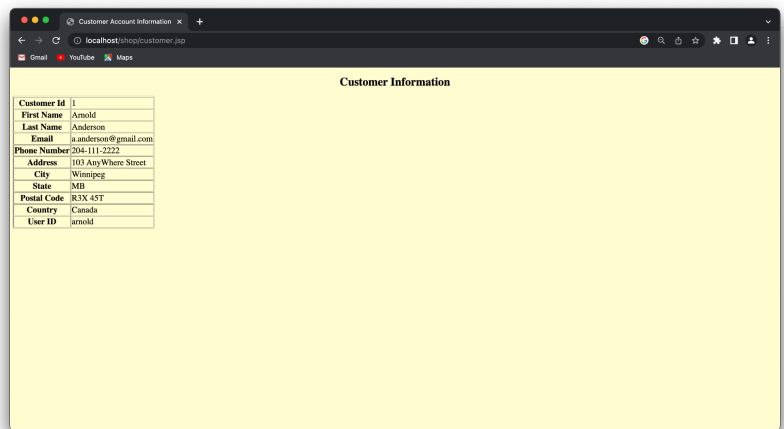 Customer Account Information
localhost/shop/customer.jsp
Gmail YouTube Maps
Customer Information
Customer Id 1
First Name Arnold
Last Name Anderson
Email a.anderson@gmail.com
Phone Number 204-111-2222
Address 103 AnyWhere Street
City Winnipeg
State MB
Postal Code R3X 45T
Country Canada
User ID arnold